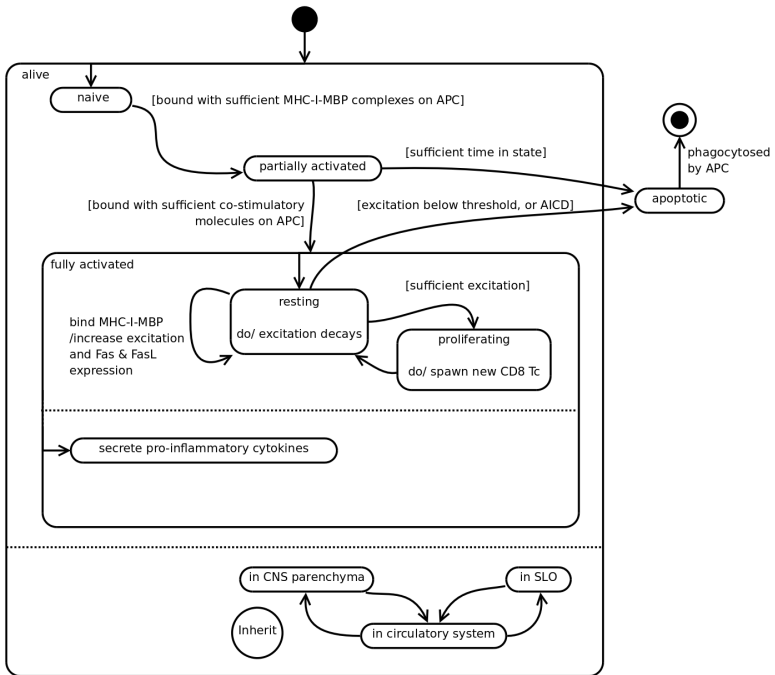 alive
naive
[bound with sufficient MHC-I-MBP complexes on APC]
[sufficient time in state]
phagocytosed
by APC
partially activated
apoptotic
[bound with sufficient co-stimulatory
molecules on APC]
[excitation below threshold, or AICD]
fully activated
resting
do/ excitation decays
[sufficient excitation]
bind MHC-I-MBP
/increase excitation
and Fas & FasL
expression
proliferating
do/ spawn new CD8 Tc
secrete pro-inflammatory cytokines
in CNS parenchyma
in SLO
Inherit
in circulatory system